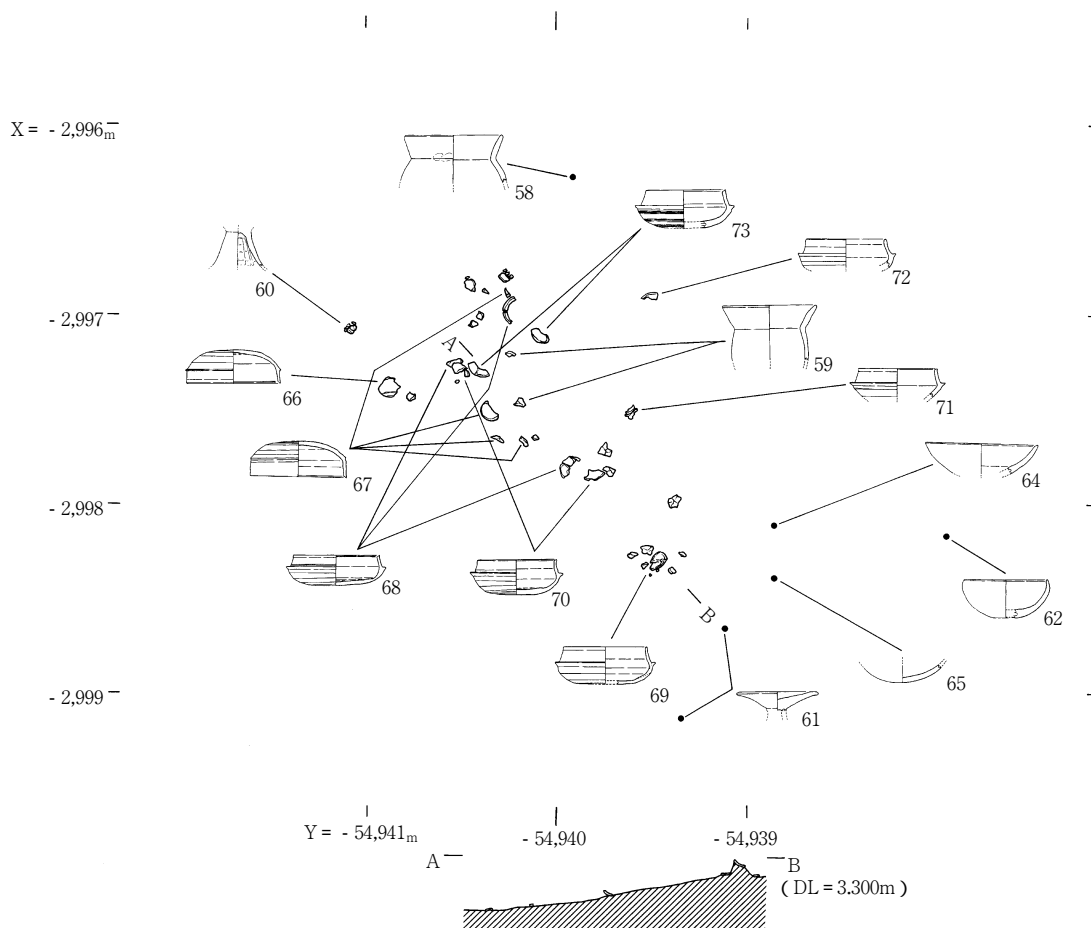 X = - 2,996m
58
73
72
60
- 2,997
59
A
66
71
67
64
- 2,998
68
70
62
B
65
69
- 2,999
61
Y = - 54,941m
- 54,940
- 54,939
A
B
( DL = 3.300m )